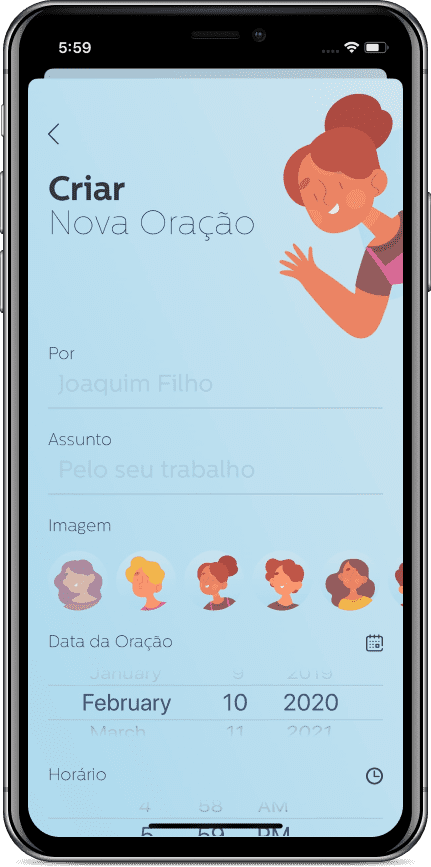 5:59
Criar
Nova Oração
Por
Joaquim Filho
Assunto
Pelo seu trabalho
Imagem
Data da Oração
January 9 2019
February 10 2020
March 11 2021
Horário
4 58 AM
5 59 PM